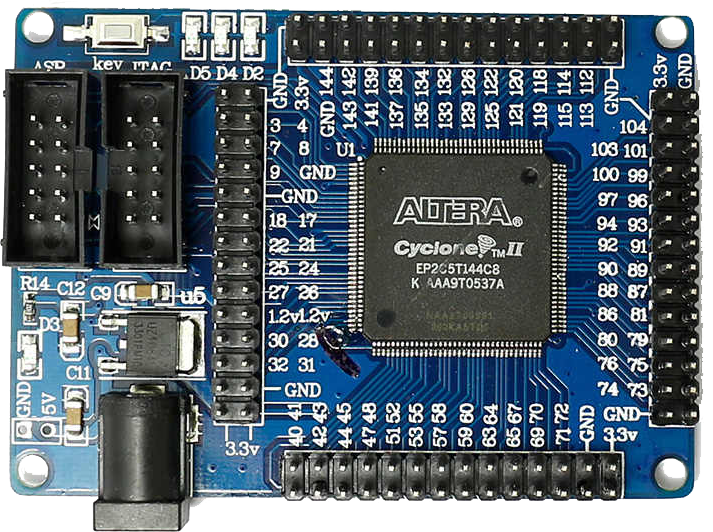 ASP key JTAG D5 D4 D2
GND 3.3v
3 4
7 8
9 GND
GND
18 17
22 21
25 24
27 26
1.2v 1.2v
30 28
32 31
GND
3.3v
GND 144 142 139 136 134 132 126 122 120 118 114 112 GND
143 141 137 135 133 129 125 121 119 115 113
3.3v GND
104
103 101
100 99
97 96
94 93
92 91
90 89
88 87
86 81
80 79
76 75
74 73
GND
U1
ALTERA®
Cyclone™ II
EP2C5T144C8
K AAA9T0537A
R14 C12 C9 u5
D3
C11
GND 5V
41 43 45 48 52 55 58 60 64 67 70 72 GND
40 42 44 47 51 53 57 59 63 65 69 71 3.3v